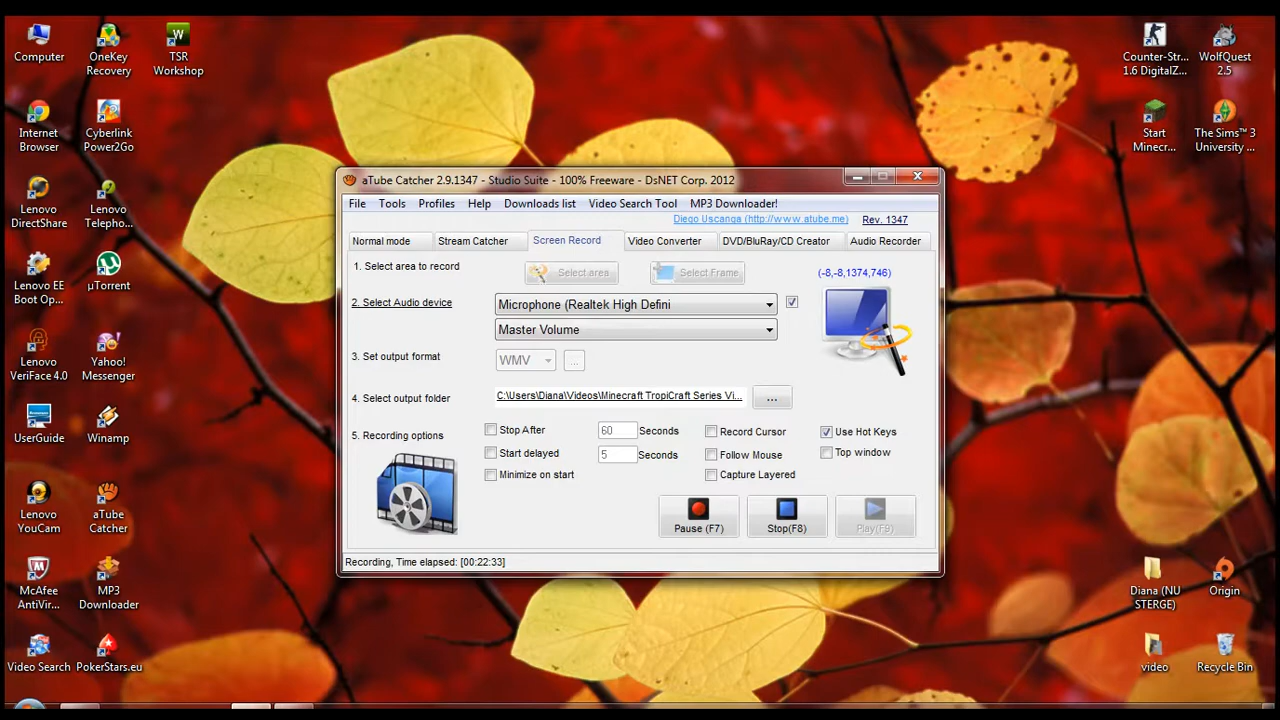 Computer
OneKey
Recovery
TSR
Workshop
Internet
Browser
Cyberlink
Power2Go
Lenovo
DirectShare
Lenovo
Telepho...
Lenovo EE
Boot Op...
µTorrent
Lenovo
VeriFace 4.0
Yahoo!
Messenger
UserGuide
Winamp
Lenovo
YouCam
aTube
Catcher
McAfee
AntiVir...
MP3
Downloader
Video Search
PokerStars.eu
aTube Catcher 2.9.1347 - Studio Suite - 100% Freeware - DsNET Corp. 2012
File Tools Profiles Help Downloads list Video Search Tool MP3 Downloader!
Diego Uscanga (http://www.atube.me) Rev. 1347
Normal mode Stream Catcher Screen Record Video Converter DVD/BluRay/CD Creator Audio Recorder
1. Select area to record Select area Select Frame (-8,-8,1374,746)
2. Select Audio device Microphone (Realtek High Defini
Master Volume
3. Set output format WMV ...
4. Select output folder C:\Users\Diana\Videos\Minecraft TropiCraft Series Vi... ...
5. Recording options
Stop After 60 Seconds Record Cursor Use Hot Keys
Start delayed 5 Seconds Follow Mouse Top window
Minimize on start Capture Layered
Pause (F7) Stop(F8) Play(F9)
Recording, Time elapsed: [00:22:33]
Counter-Str...
1.6 DigitalZ...
WolfQuest
2.5
Start
Minecr...
The Sims™ 3
University ...
Diana (NU
STERGE)
Origin
video
Recycle Bin
W